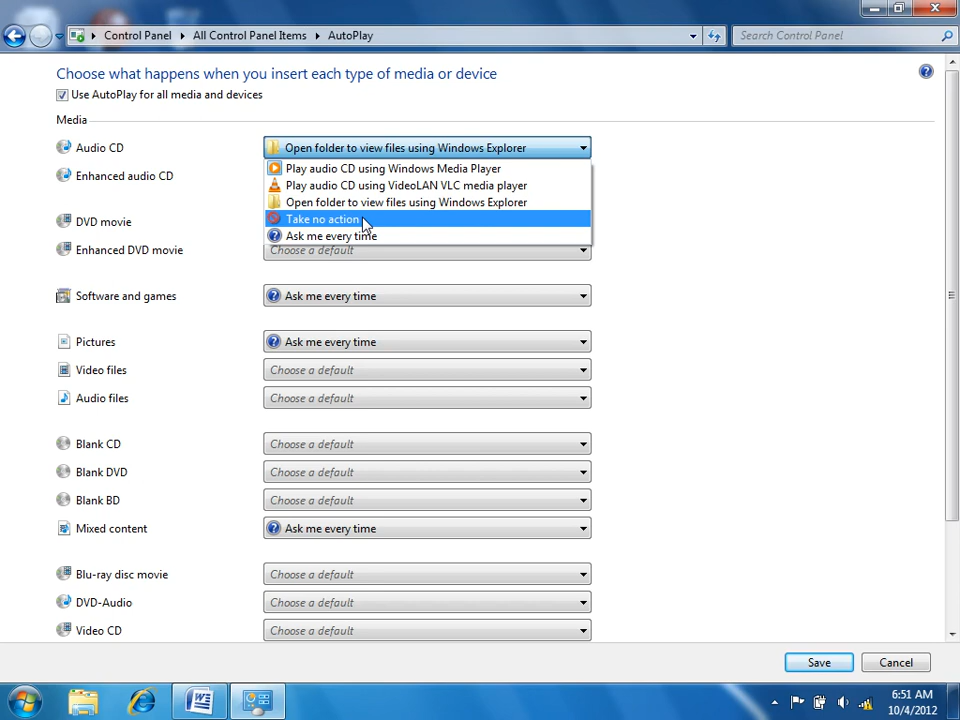 Control Panel All Control Panel Items AutoPlay Search Control Panel
Choose what happens when you insert each type of media or device
Use AutoPlay for all media and devices
Media
Audio CD Open folder to view files using Windows Explorer
Play audio CD using Windows Media Player
Enhanced audio CD Play audio CD using VideoLAN VLC media player
Open folder to view files using Windows Explorer
DVD movie Take no action
Ask me every time
Enhanced DVD movie Choose a default
Software and games Ask me every time
Pictures Ask me every time
Video files Choose a default
Audio files Choose a default
Blank CD Choose a default
Blank DVD Choose a default
Blank BD Choose a default
Mixed content Ask me every time
Blu-ray disc movie Choose a default
DVD-Audio Choose a default
Video CD Choose a default
Save Cancel
6:51 AM
10/4/2012